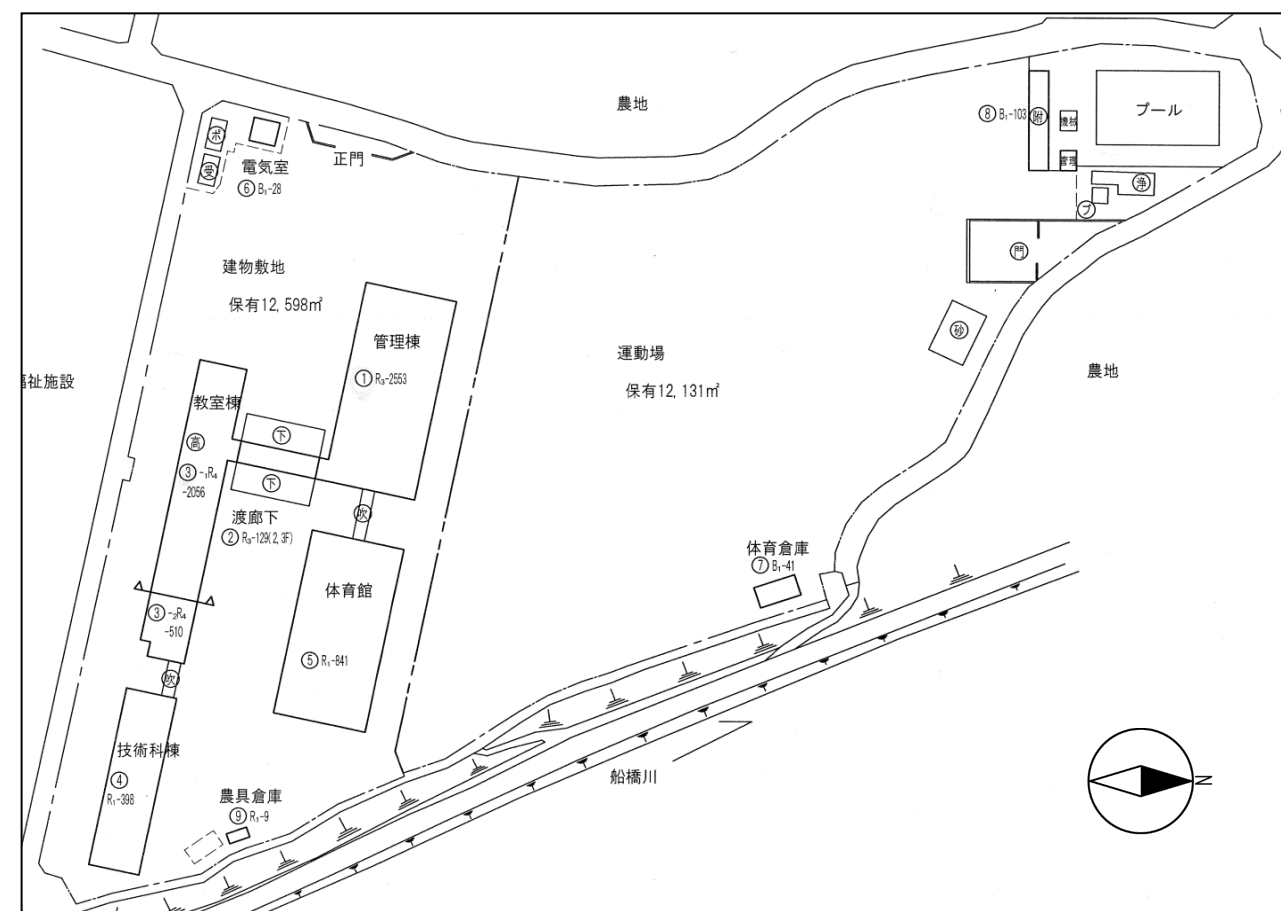 農地
⑧ B₁-103
附
機械
プール
管理
浄
プ
門
ポ
受
電気室
⑥ B₁-28
正門
建物敷地
保有12,598㎡
管理棟
① R₃-2553
運動場
保有12,131㎡
砂
農地
福祉施設
教室棟
高
③-₁R₄
-2056
下
下
渡廊下
② R₃-129(2,3F)
吹
体育館
⑤ R₁-841
体育倉庫
⑦ B₁-41
③-₂R₄
-510
吹
技術科棟
④
R₁-398
農具倉庫
⑨ R₁-9
船橋川
N